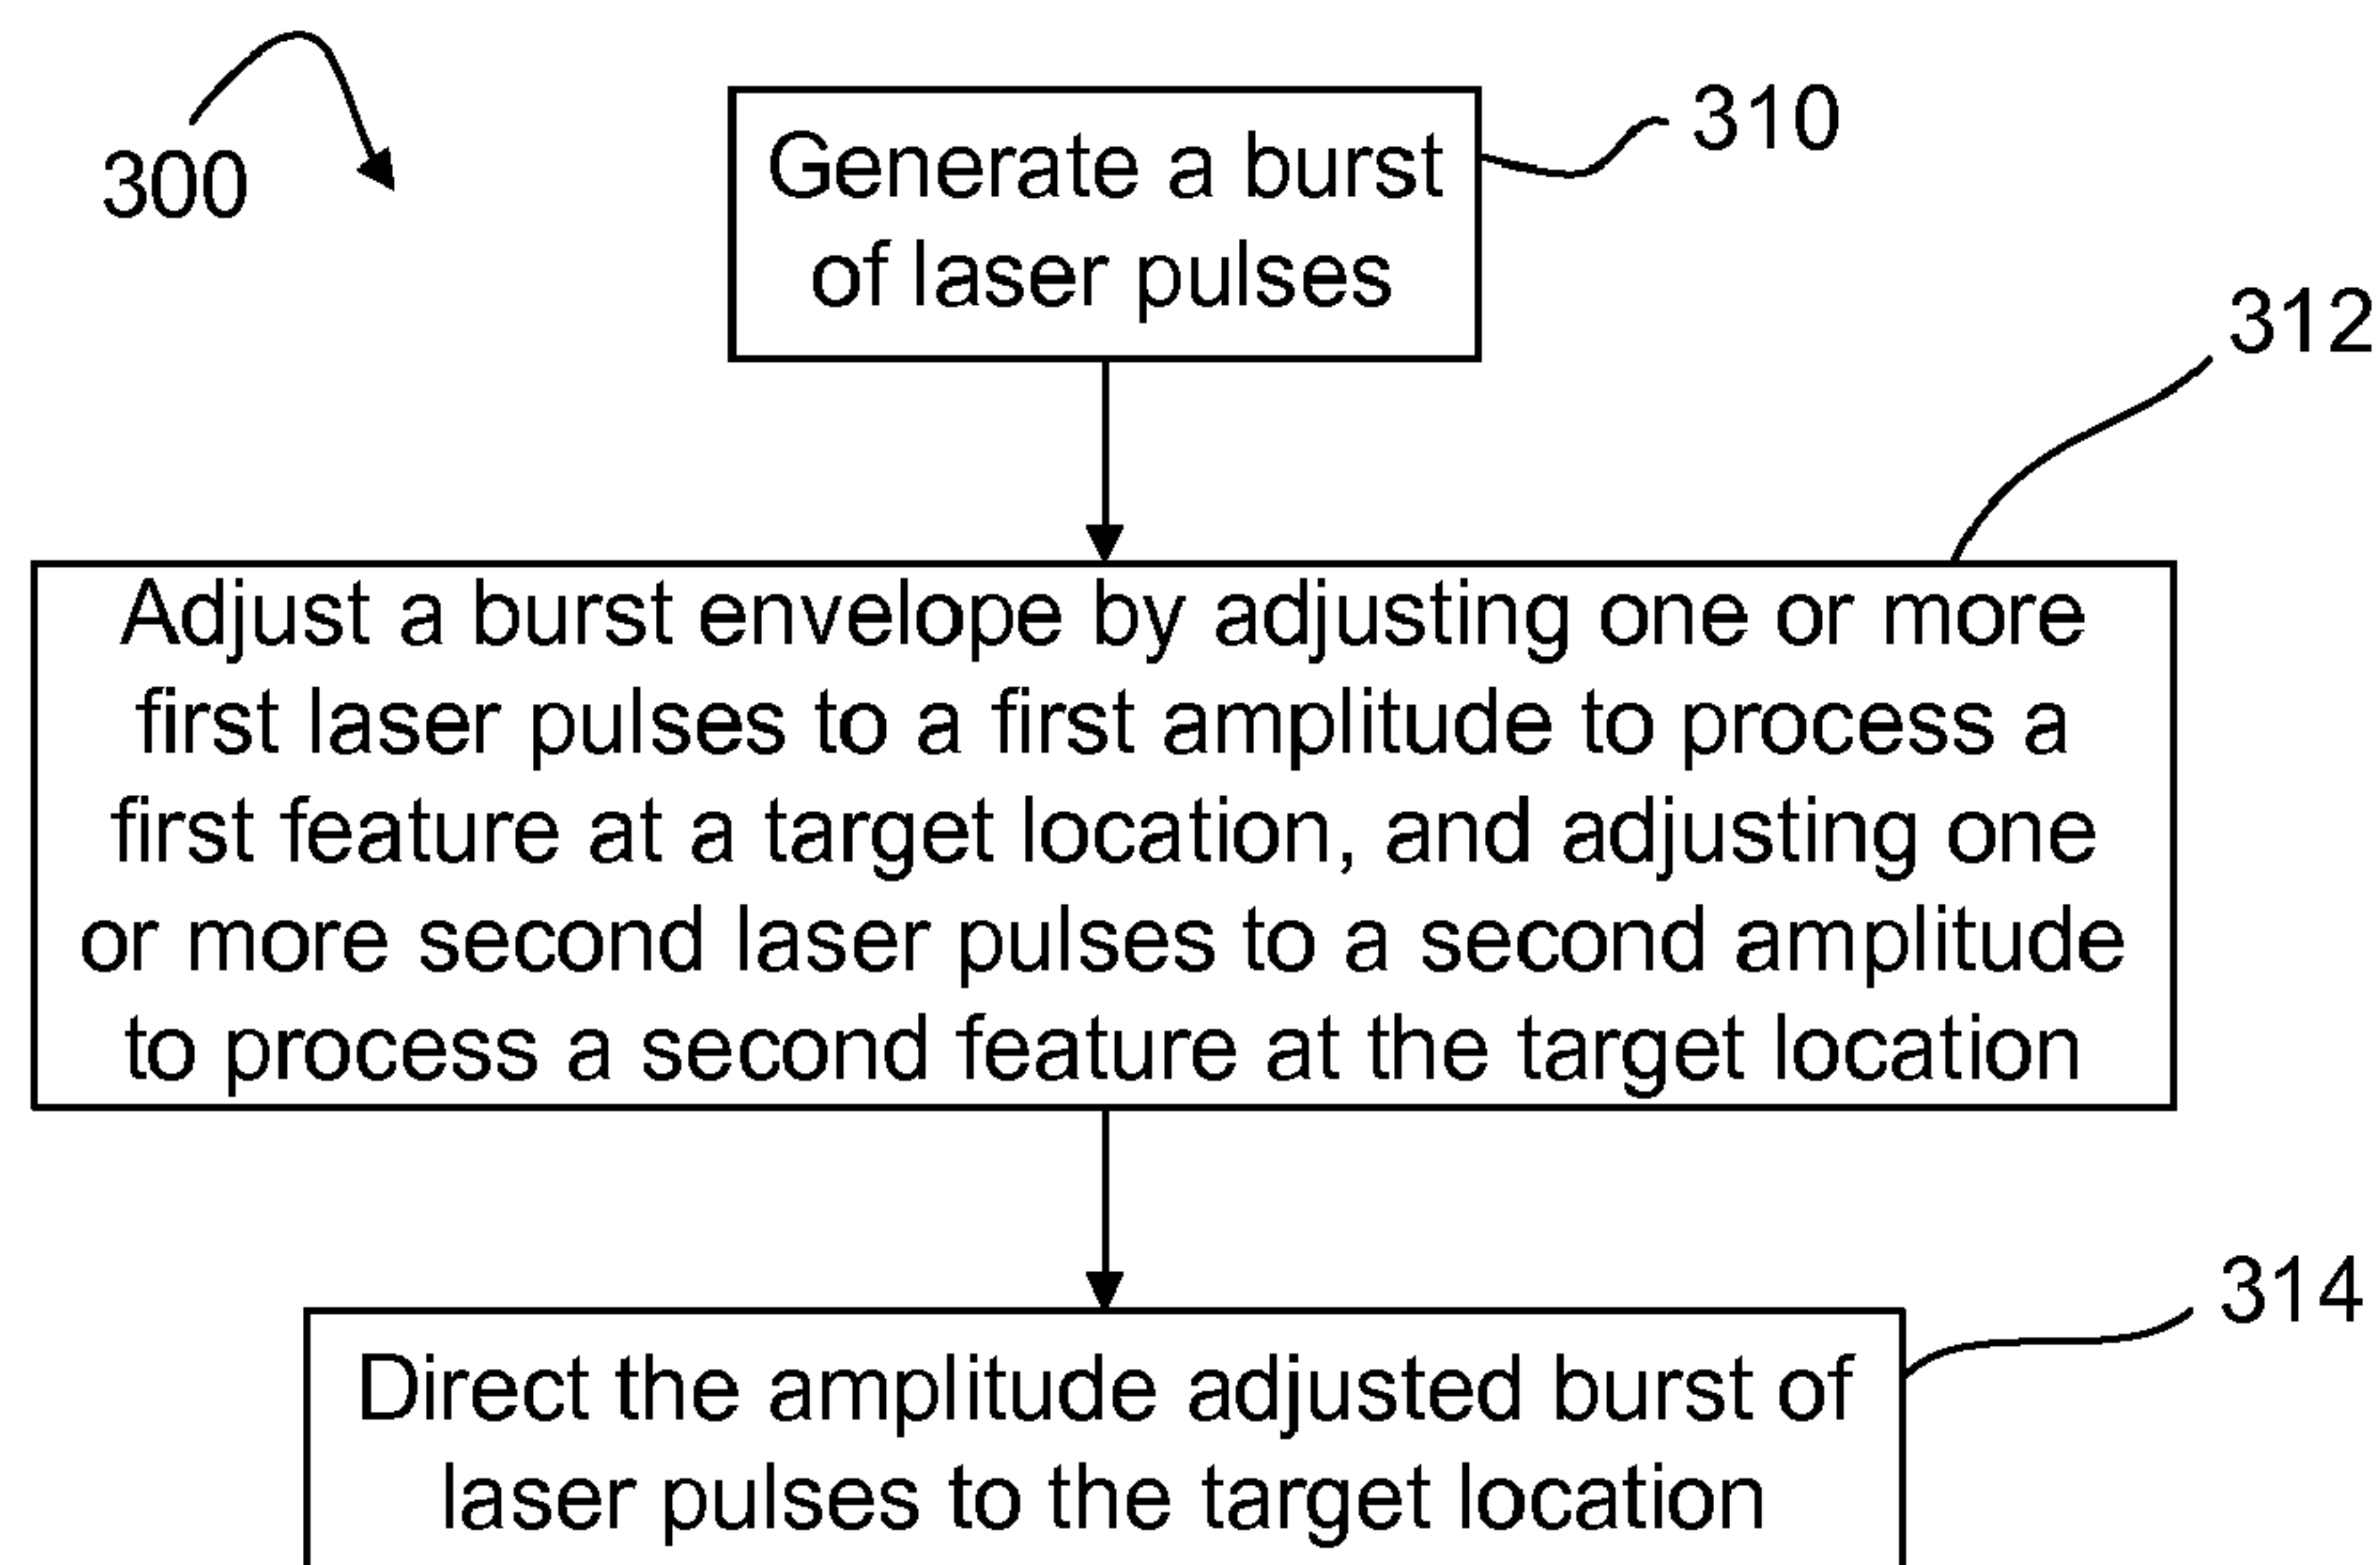 300
Generate a burst
of laser pulses
310
312
Adjust a burst envelope by adjusting one or more
first laser pulses to a first amplitude to process a
first feature at a target location, and adjusting one
or more second laser pulses to a second amplitude
to process a second feature at the target location
314
Direct the amplitude adjusted burst of
laser pulses to the target location